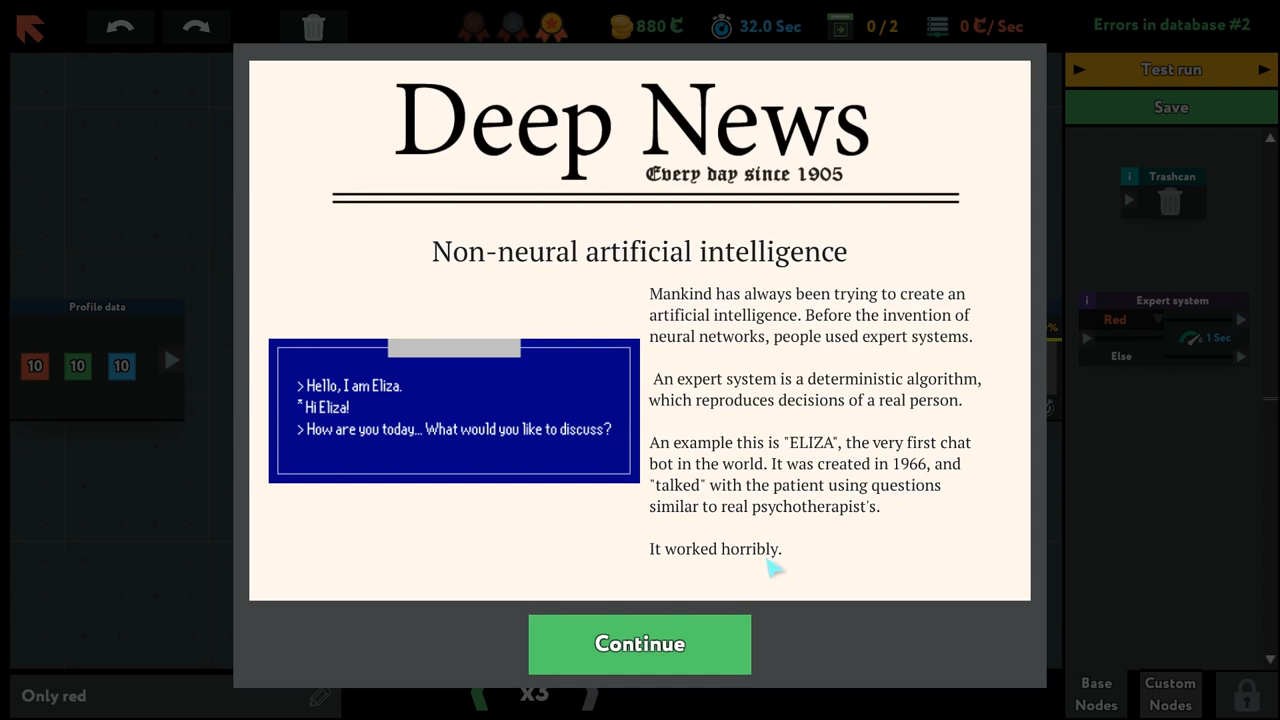 880 ₢
32.0 Sec
0 / 2
0 ₢/ Sec
Errors in database #2
Test run
Save
Deep News
Every day since 1905
Non-neural artificial intelligence
Mankind has always been trying to create an
artificial intelligence. Before the invention of
neural networks, people used expert systems.
An expert system is a deterministic algorithm,
which reproduces decisions of a real person.
An example this is "ELIZA", the very first chat
bot in the world. It was created in 1966, and
"talked" with the patient using questions
similar to real psychotherapist's.
It worked horribly.
> Hello, I am Eliza.
* Hi Eliza!
> How are you today... What would you like to discuss?
Profile data
10 10 10
i Trashcan
i Expert system
Red
1 Sec
Else
Continue
Only red
x3
Base
Nodes
Custom
Nodes